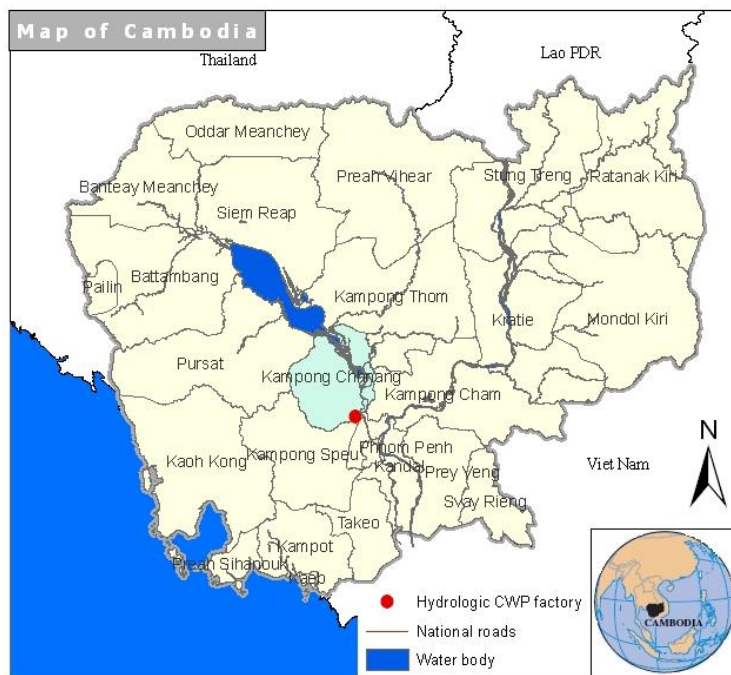 Map of Cambodia
Thailand
Lao PDR
Oddar Meanchey
Preah Vihear
Stung Treng
Ratanak Kiri
Banteay Meanchey
Siem Reap
Battambang
Pailin
Kampong Thom
Kratie
Mondol Kiri
Pursat
Kampong Chhnang
Kampong Cham
N
Kampong Speu
Phnom Penh
Kandal
Prey Veng
Viet Nam
Kaoh Kong
Svay Rieng
Takeo
Kampot
Preah Sihanouk
Kaeb
Hydrologic CWP factory
National roads
Water body
CAMBODIA